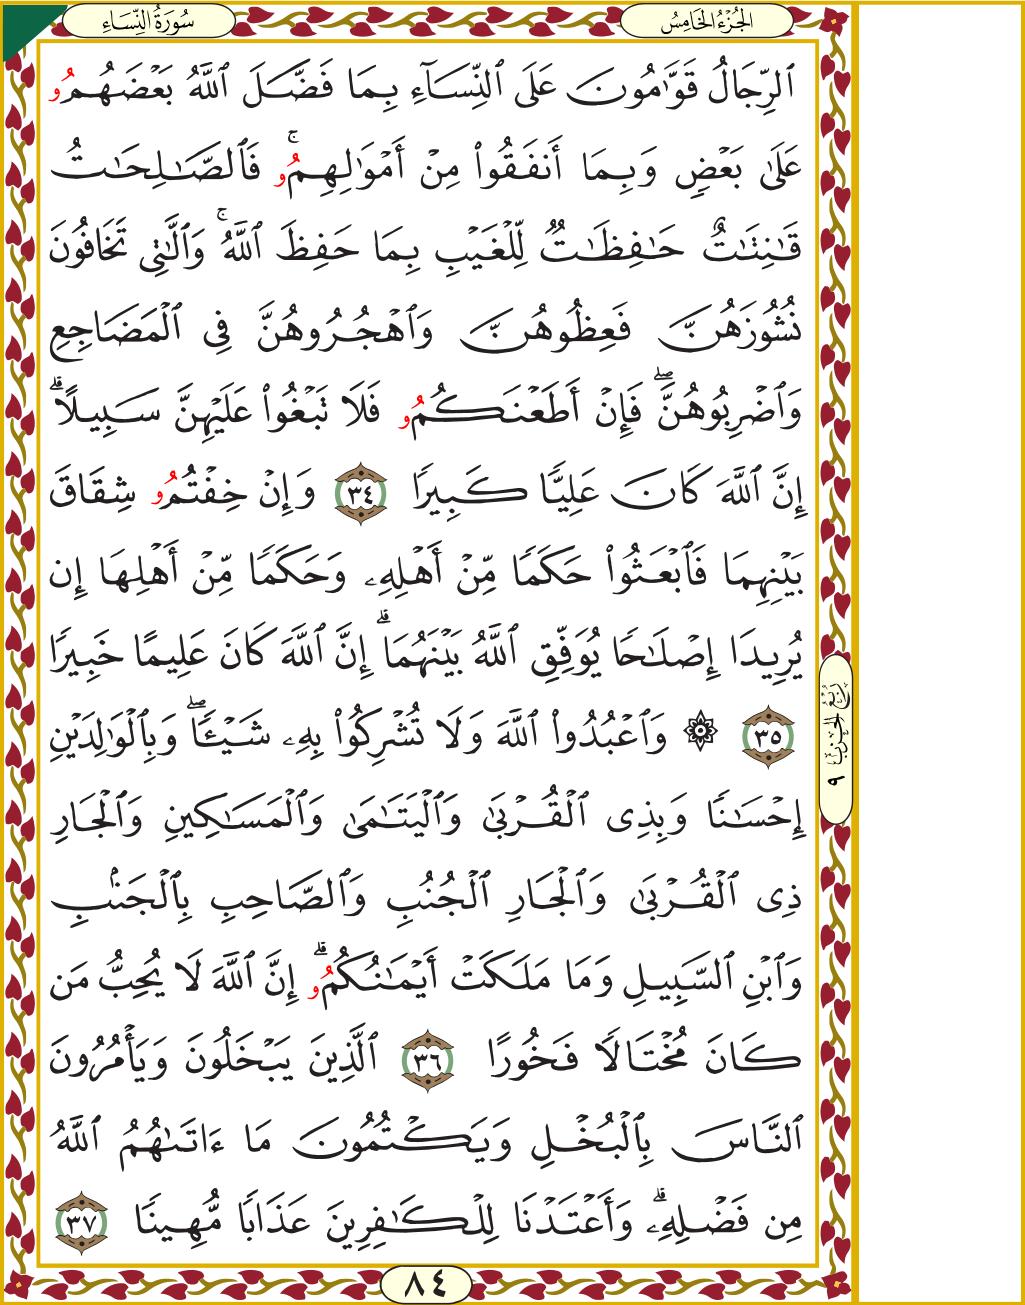 سُورَةُ النِّسَاءِ
الجُزْءُ الخَامِسُ
ٱلرِّجَالُ قَوَّٰمُونَ عَلَى ٱلنِّسَآءِ بِمَا فَضَّلَ ٱللَّهُ بَعْضَهُمُۥ
عَلَىٰ بَعْضٍ وَبِمَآ أَنفَقُوا۟ مِنْ أَمْوَٰلِهِمُۥ ۚ فَٱلصَّٰلِحَٰتُ
قَٰنِتَٰتٌ حَٰفِظَٰتٌ لِّلْغَيْبِ بِمَا حَفِظَ ٱللَّهُ ۚ وَٱلَّٰتِى تَخَافُونَ
نُشُوزَهُنَّ فَعِظُوهُنَّ وَٱهْجُرُوهُنَّ فِى ٱلْمَضَاجِعِ
وَٱضْرِبُوهُنَّ ۖ فَإِنْ أَطَعْنَكُمُۥ فَلَا تَبْغُوا۟ عَلَيْهِنَّ سَبِيلًا ۗ
إِنَّ ٱللَّهَ كَانَ عَلِيًّا كَبِيرًا ٣٤ وَإِنْ خِفْتُمُۥ شِقَاقَ
بَيْنِهِمَا فَٱبْعَثُوا۟ حَكَمًا مِّنْ أَهْلِهِۦ وَحَكَمًا مِّنْ أَهْلِهَا إِن
يُرِيدَا إِصْلَٰحًا يُوَفِّقِ ٱللَّهُ بَيْنَهُمَا ۗ إِنَّ ٱللَّهَ كَانَ عَلِيمًا خَبِيرًا
٣٥ ۞ وَٱعْبُدُوا۟ ٱللَّهَ وَلَا تُشْرِكُوا۟ بِهِۦ شَيْـًٔا ۖ وَبِٱلْوَٰلِدَيْنِ
إِحْسَٰنًا وَبِذِى ٱلْقُرْبَىٰ وَٱلْيَتَٰمَىٰ وَٱلْمَسَٰكِينِ وَٱلْجَارِ
ذِى ٱلْقُرْبَىٰ وَٱلْجَارِ ٱلْجُنُبِ وَٱلصَّاحِبِ بِٱلْجَنۢبِ
وَٱبْنِ ٱلسَّبِيلِ وَمَا مَلَكَتْ أَيْمَٰنُكُمُۥ ۗ إِنَّ ٱللَّهَ لَا يُحِبُّ مَن
كَانَ مُخْتَالًا فَخُورًا ٣٦ ٱلَّذِينَ يَبْخَلُونَ وَيَأْمُرُونَ
ٱلنَّاسَ بِٱلْبُخْلِ وَيَكْتُمُونَ مَا ءَاتَىٰهُمُ ٱللَّهُ
مِن فَضْلِهِۦ ۗ وَأَعْتَدْنَا لِلْكَٰفِرِينَ عَذَابًا مُّهِينًا ٣٧
رُبْعُ الحِزْبِ ٩
٨٤